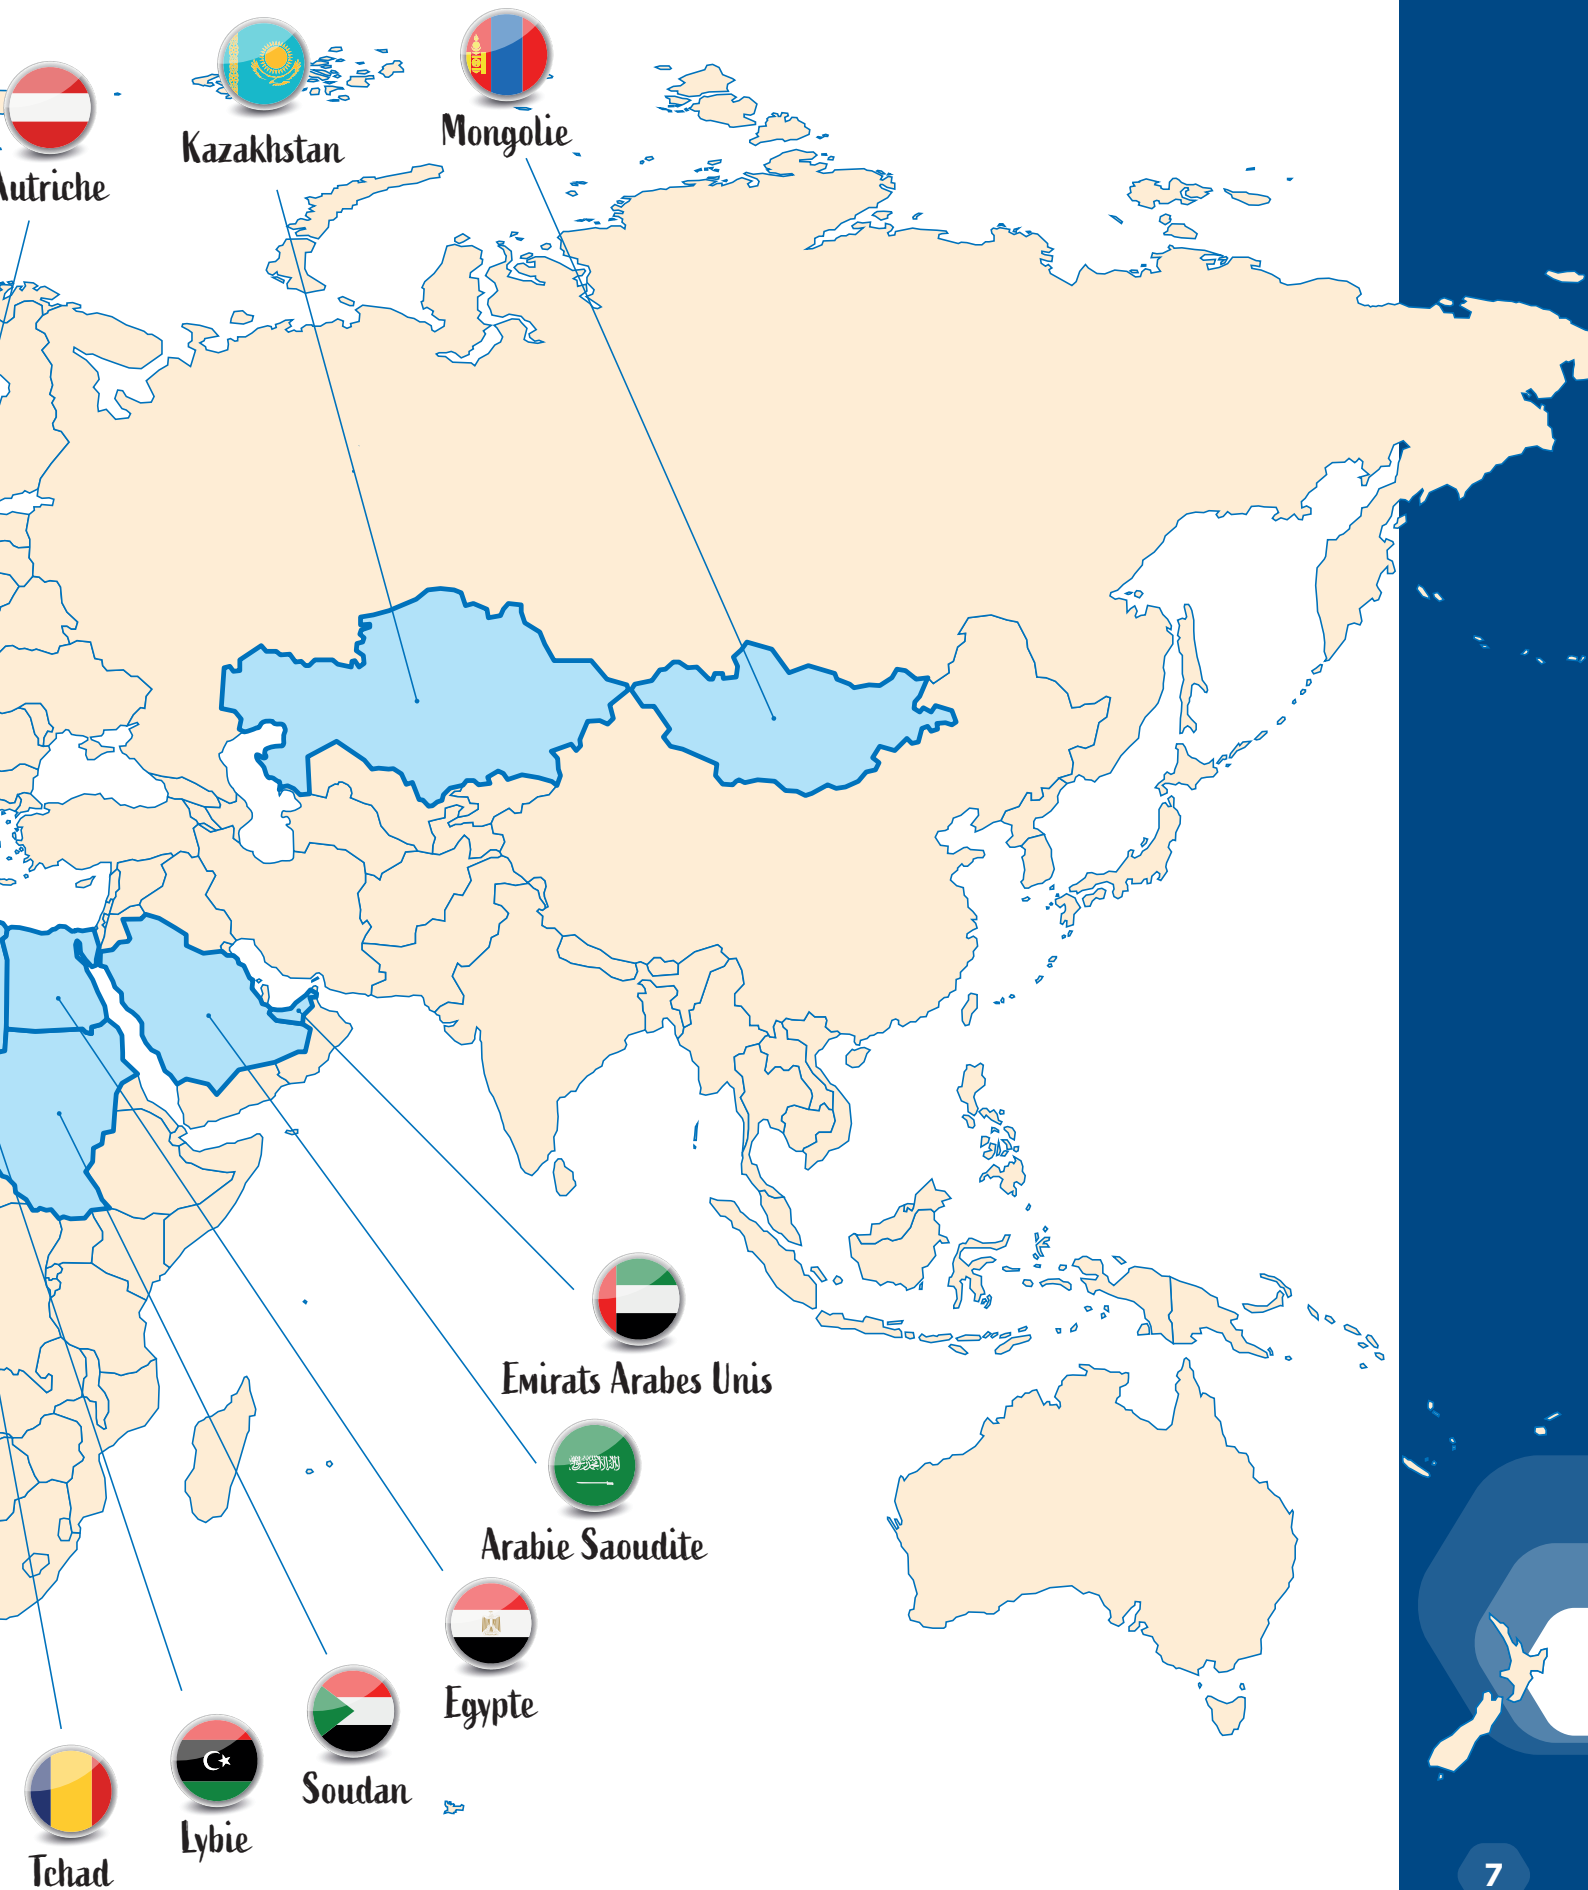 Kazakhstan
Mongolie
Autriche
Emirats Arabes Unis
Arabie Saoudite
Egypte
Soudan
Lybie
Tchad
7